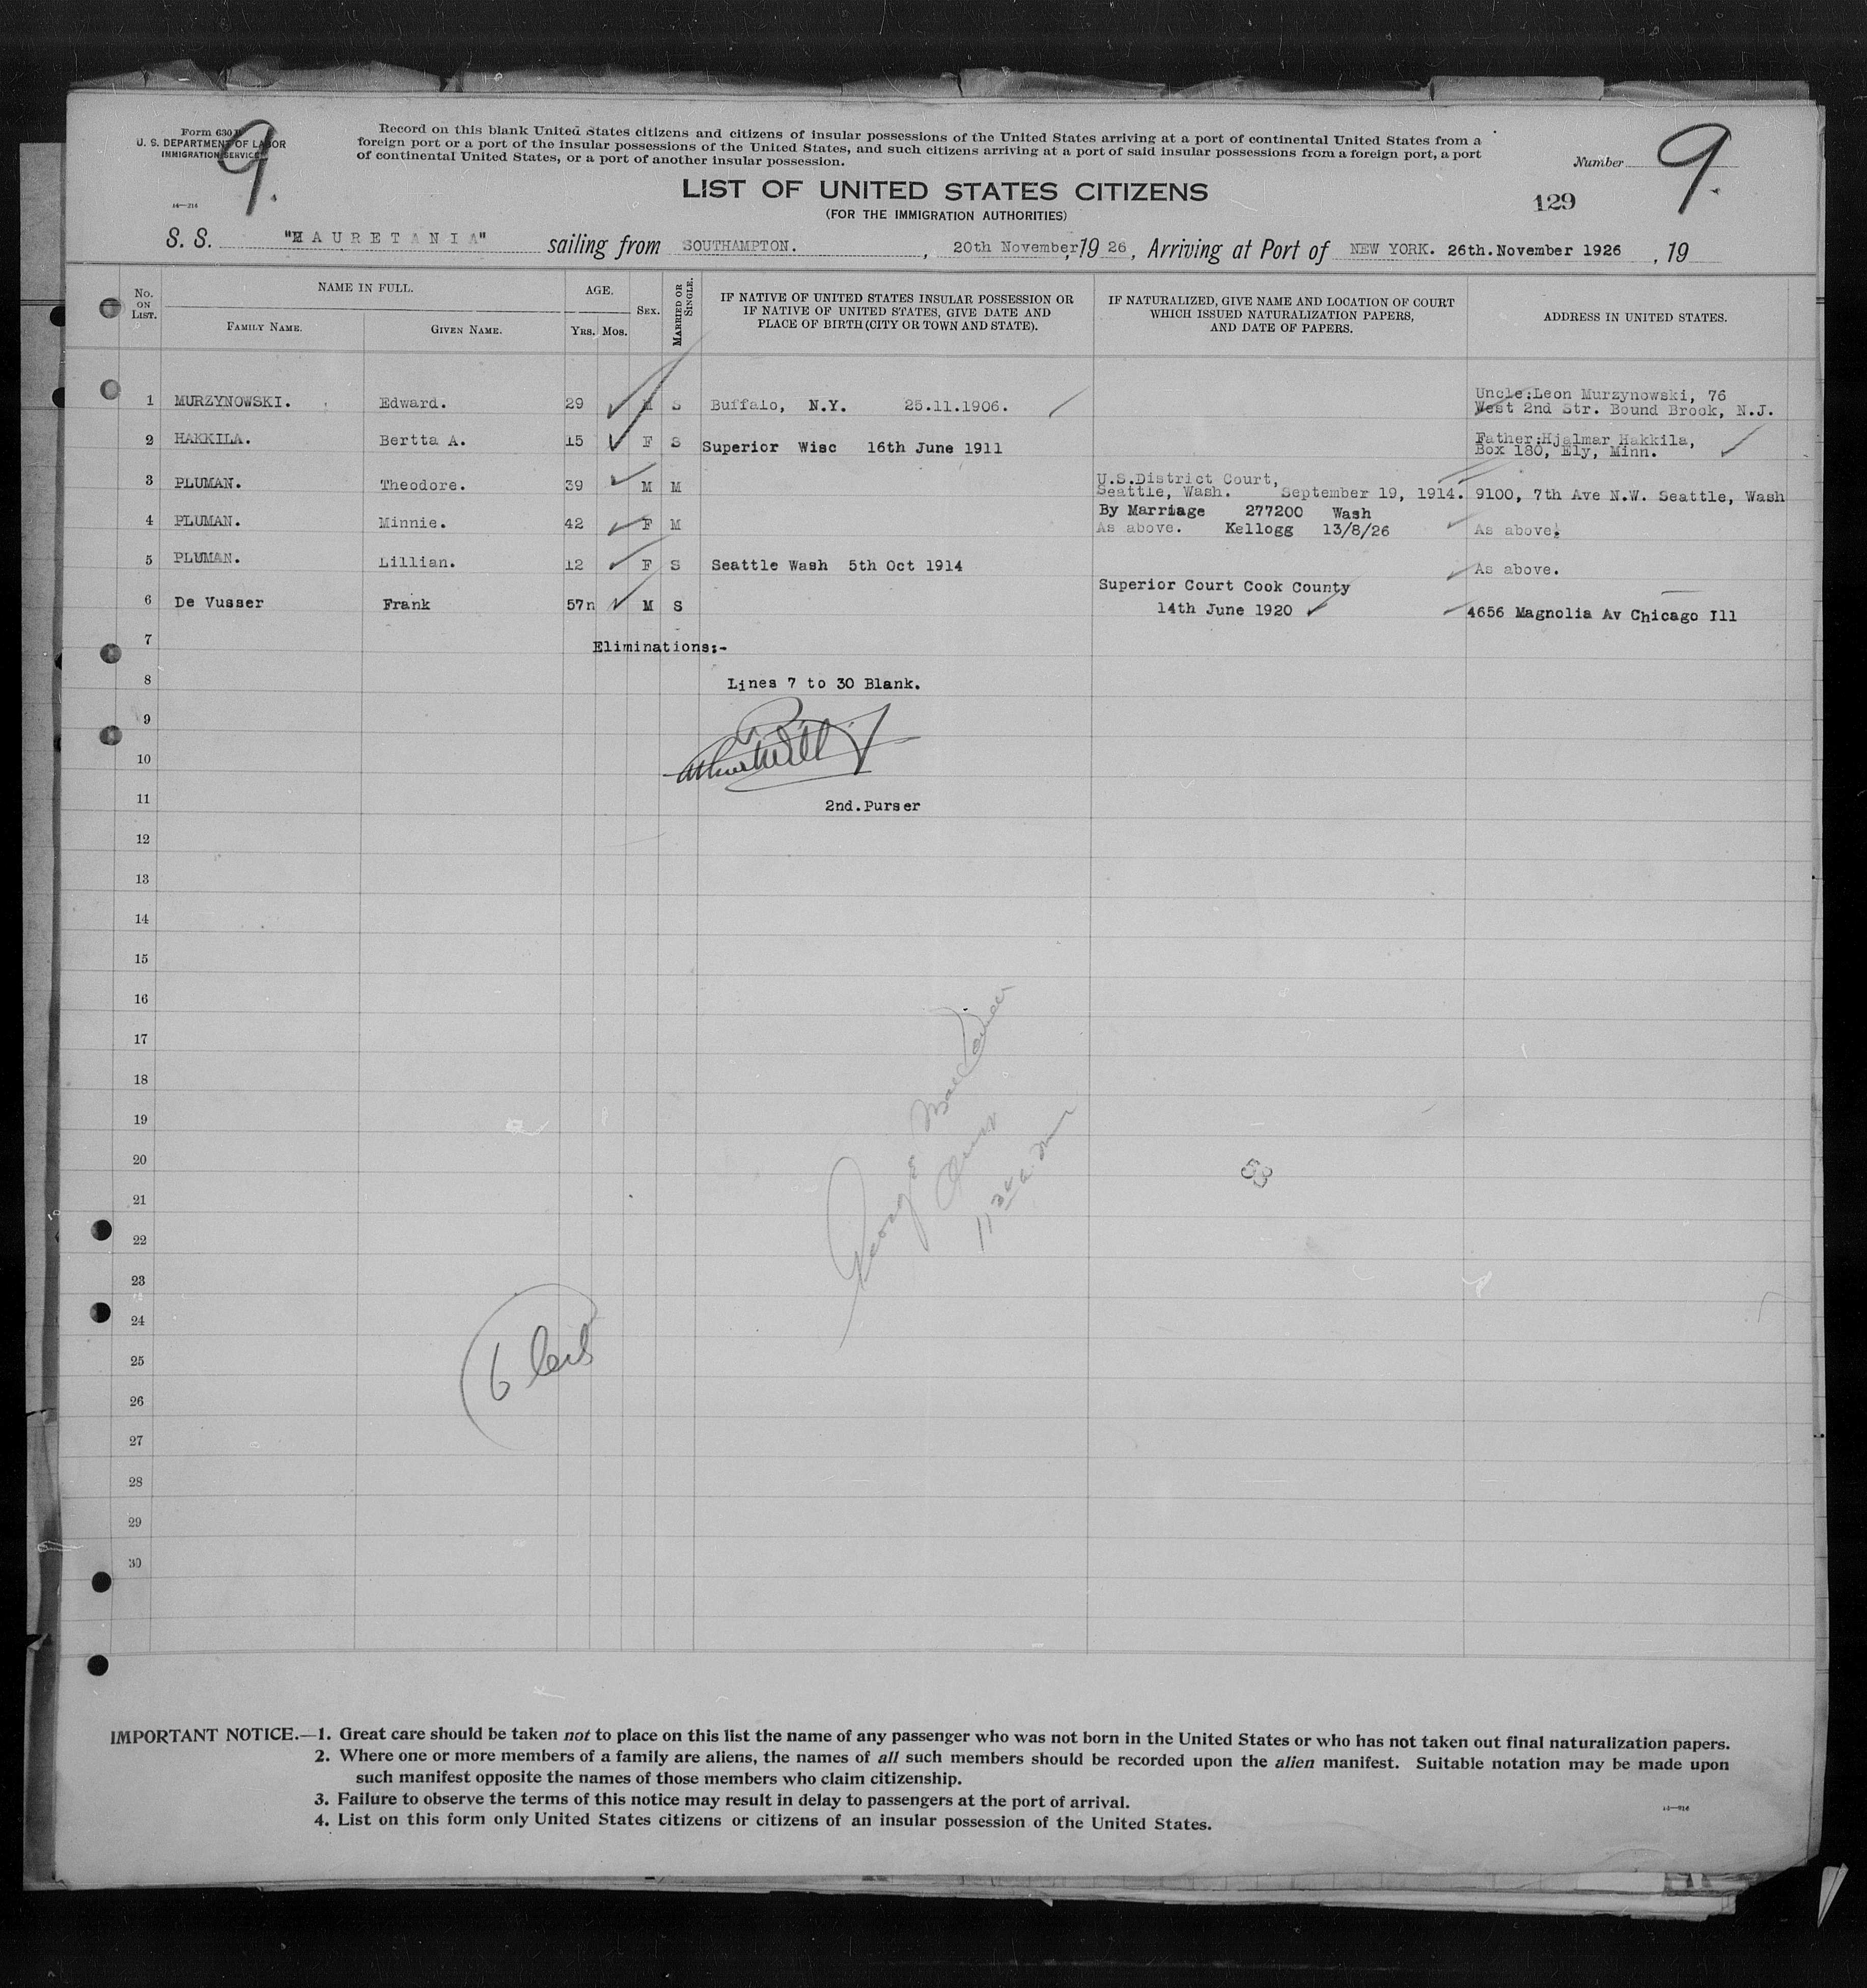 Form 630 B
U. S. DEPARTMENT OF LABOR
IMMIGRATION SERVICE
9.
Record on this blank United States citizens and citizens of insular possessions of the United States arriving at a port of continental United States from a
foreign port or a port of the insular possessions of the United States, and such citizens arriving at a port of said insular possessions from a foreign port, a port
of continental United States, or a port of another insular possession.
Number 9.
LIST OF UNITED STATES CITIZENS
(FOR THE IMMIGRATION AUTHORITIES)
129
14—214
S. S. "MAURETANIA" sailing from SOUTHAMPTON. , 20th November, 19 26, Arriving at Port of NEW YORK. 26th.November 1926 , 19
No. ON LIST.
NAME IN FULL.
FAMILY NAME. GIVEN NAME.
AGE.
YRS. MOS.
SEX.
MARRIED OR SINGLE.
IF NATIVE OF UNITED STATES INSULAR POSSESSION OR
IF NATIVE OF UNITED STATES, GIVE DATE AND
PLACE OF BIRTH (CITY OR TOWN AND STATE).
IF NATURALIZED, GIVE NAME AND LOCATION OF COURT
WHICH ISSUED NATURALIZATION PAPERS,
AND DATE OF PAPERS.
ADDRESS IN UNITED STATES.
1 MURZYNOWSKI. Edward. 29 M S Buffalo, N.Y. 25.11.1906. Uncle:Leon Murzynowski, 76
West 2nd Str. Bound Brook, N.J.
2 HAKKILA. Bertta A. 15 F S Superior Wisc 16th June 1911 Father:Hjalmar Hakkila,
Box 180, Ely, Minn.
3 PLUMAN. Theodore. 39 M M U.S.District Court,
Seattle, Wash. September 19, 1914. 9100, 7th Ave N.W. Seattle, Wash
By Marriage 277200 Wash
4 PLUMAN. Minnie. 42 F M As above. Kellogg 13/8/26 As above.
5 PLUMAN. Lillian. 12 F S Seattle Wash 5th Oct 1914 As above.
Superior Court Cook County
6 De Vusser Frank 57n M S 14th June 1920 4656 Magnolia Av Chicago Ill
7 Eliminations:-
8 Lines 7 to 30 Blank.
9
10
11 2nd.Purser
12
13
14
15
16
17
18
19
20
21
22
23
24
25
26
27
28
29
30
George
6
IMPORTANT NOTICE.—1. Great care should be taken not to place on this list the name of any passenger who was not born in the United States or who has not taken out final naturalization papers.
2. Where one or more members of a family are aliens, the names of all such members should be recorded upon the alien manifest. Suitable notation may be made upon
such manifest opposite the names of those members who claim citizenship.
3. Failure to observe the terms of this notice may result in delay to passengers at the port of arrival.
4. List on this form only United States citizens or citizens of an insular possession of the United States.